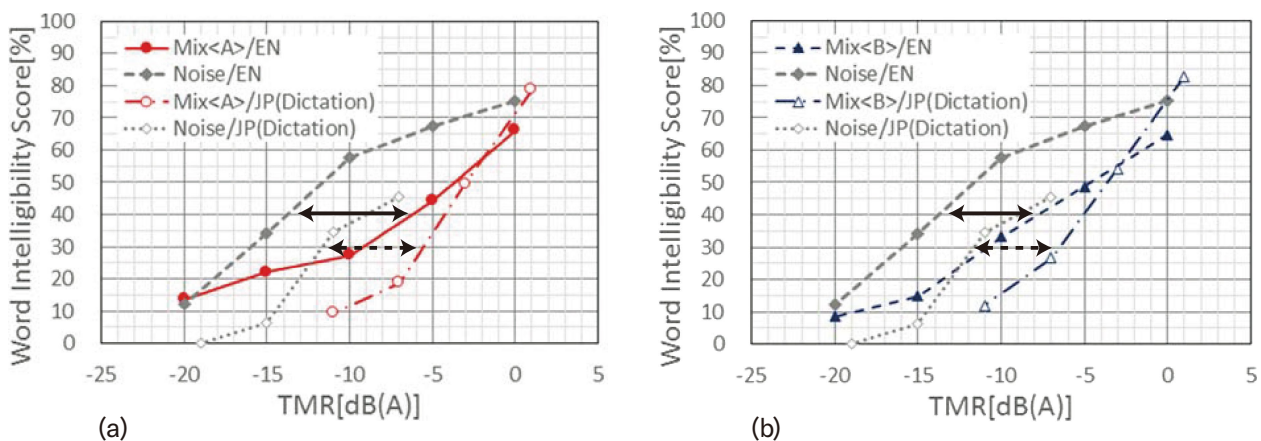 Word Intelligibility Score[%]
100
90
80
70
60
50
40
30
20
10
0
Mix<A>/EN
Noise/EN
Mix<A>/JP(Dictation)
Noise/JP(Dictation)
-25 -20 -15 -10 -5 0 5
TMR[dB(A)]
(a)
Word Intelligibility Score[%]
100
90
80
70
60
50
40
30
20
10
0
Mix<B>/EN
Noise/EN
Mix<B>/JP(Dictation)
Noise/JP(Dictation)
-25 -20 -15 -10 -5 0 5
TMR[dB(A)]
(b)